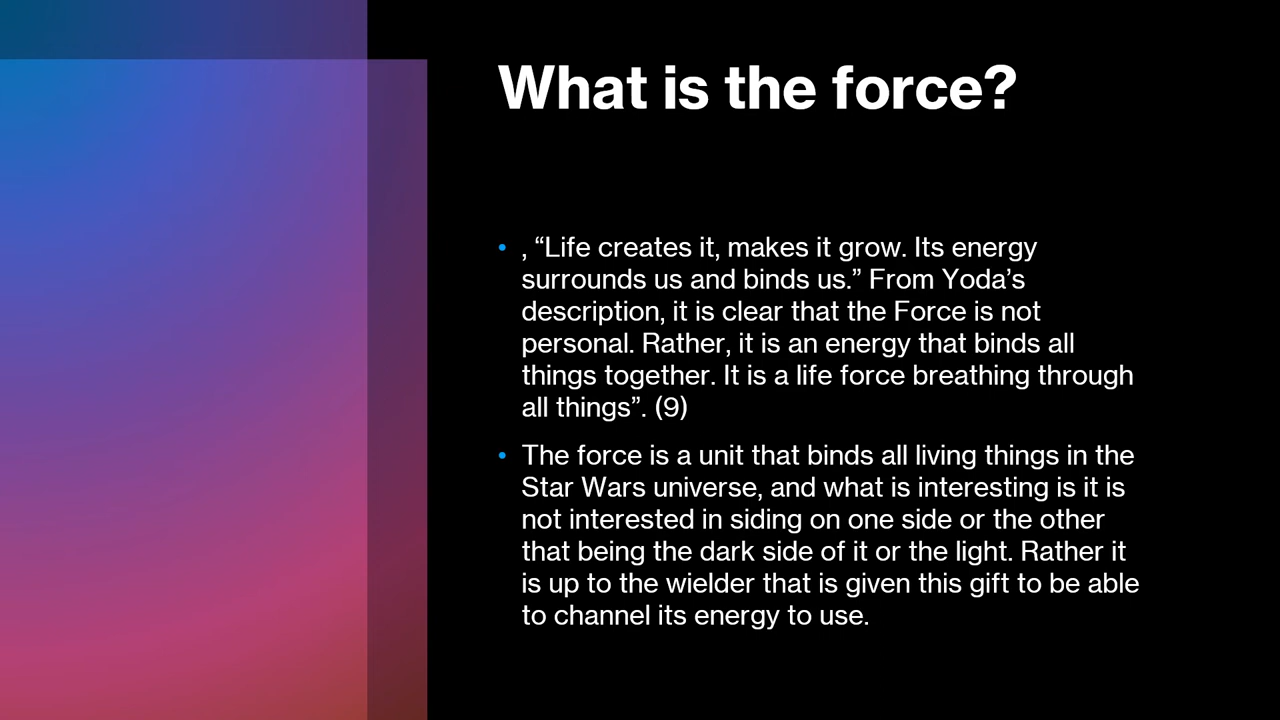 What is the force?
• , “Life creates it, makes it grow. Its energy
surrounds us and binds us.” From Yoda’s
description, it is clear that the Force is not
personal. Rather, it is an energy that binds all
things together. It is a life force breathing through
all things”. (9)
• The force is a unit that binds all living things in the
Star Wars universe, and what is interesting is it is
not interested in siding on one side or the other
that being the dark side of it or the light. Rather it
is up to the wielder that is given this gift to be able
to channel its energy to use.